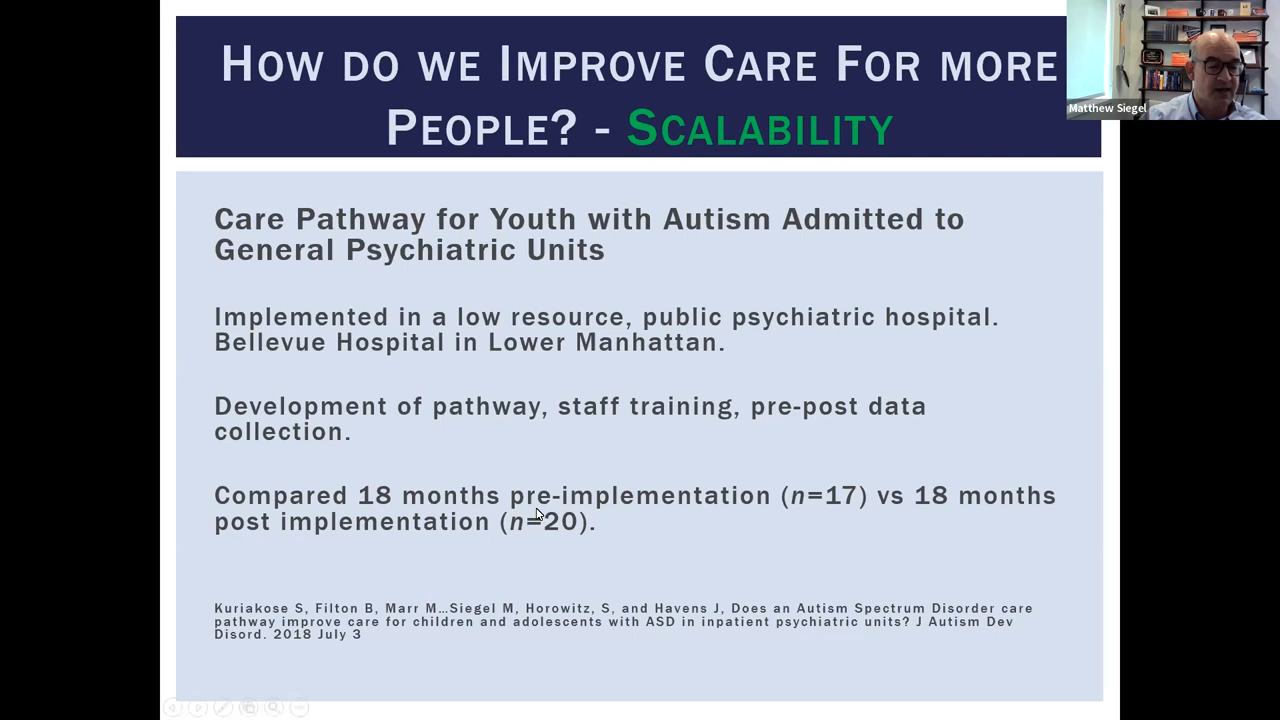 HOW DO WE IMPROVE CARE FOR MORE
PEOPLE? - SCALABILITY
Matthew Siegel
Care Pathway for Youth with Autism Admitted to
General Psychiatric Units
Implemented in a low resource, public psychiatric hospital.
Bellevue Hospital in Lower Manhattan.
Development of pathway, staff training, pre-post data
collection.
Compared 18 months pre-implementation (n=17) vs 18 months
post implementation (n=20).
Kuriakose S, Filton B, Marr M…Siegel M, Horowitz, S, and Havens J, Does an Autism Spectrum Disorder care
pathway improve care for children and adolescents with ASD in inpatient psychiatric units? J Autism Dev
Disord. 2018 July 3